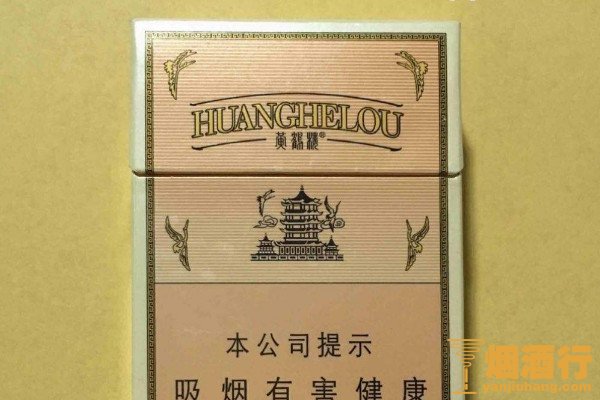 HUANGHELOU
黄鹤楼®
本公司提示
吸烟有害健康
烟酒行
yanjiuhang.com